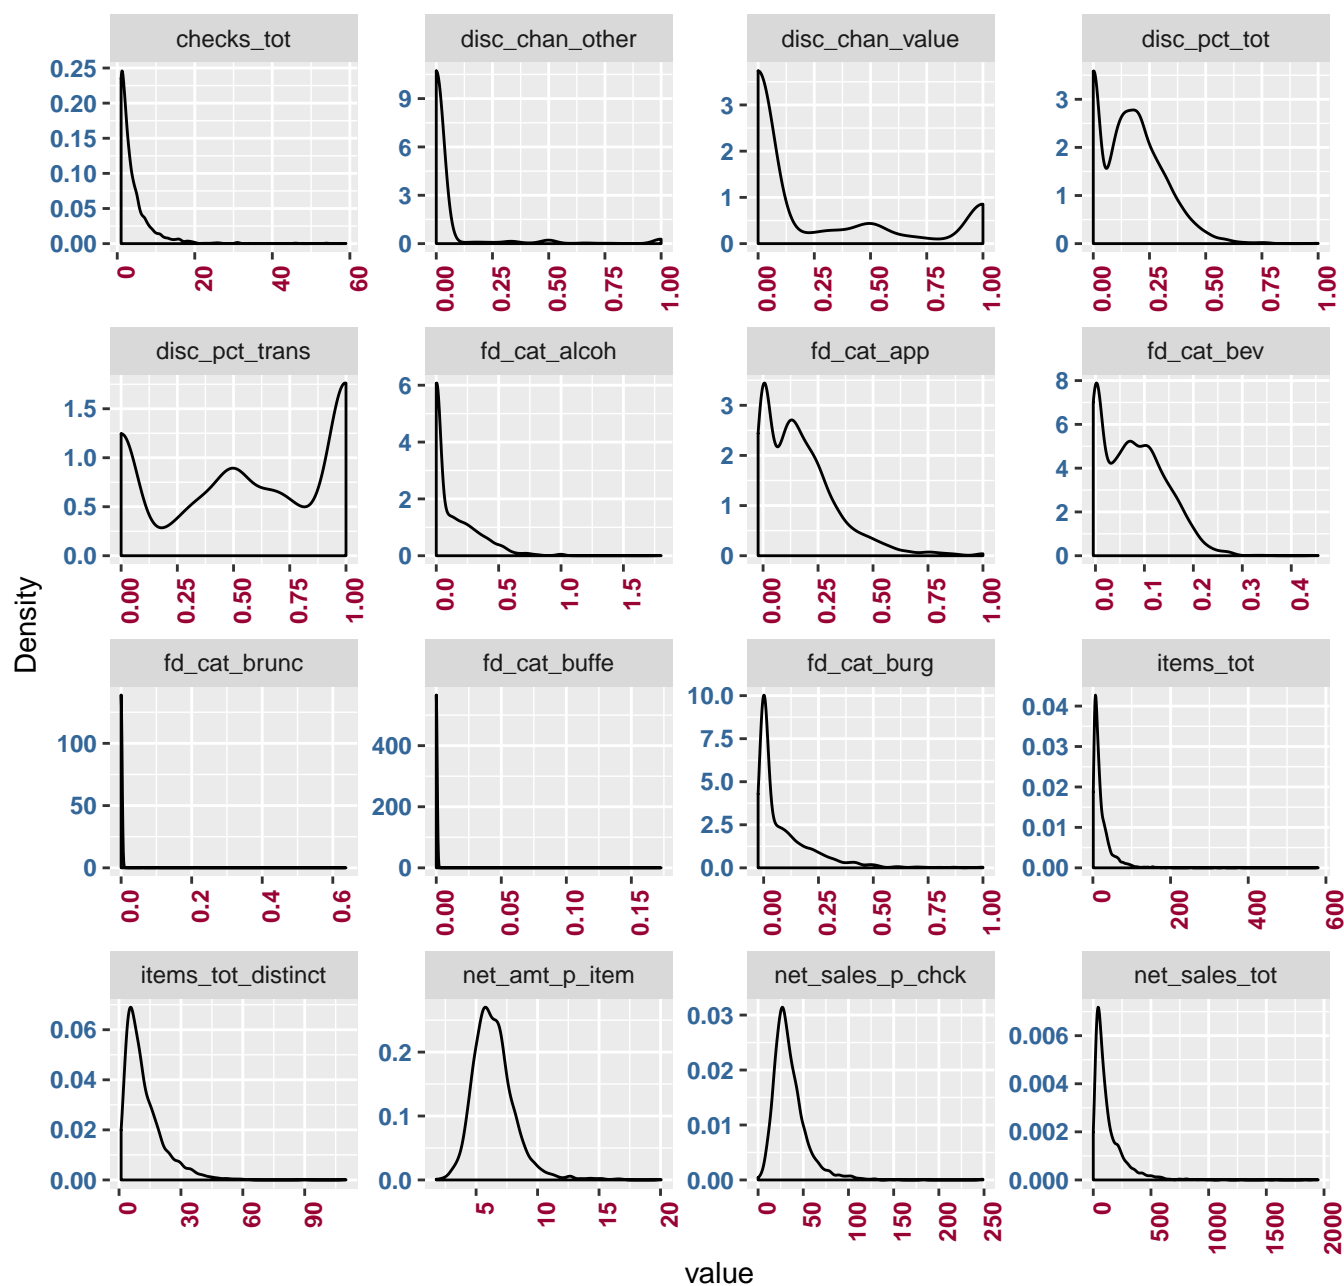 checks_tot disc_chan_other disc_chan_value disc_pct_tot
0.25 0.20 0.15 0.10 0.05 0.00
0 20 40 60
9 6 3 0
0.00 0.25 0.50 0.75 1.00
3 2 1 0
0.00 0.25 0.50 0.75 1.00
3 2 1 0
0.00 0.25 0.50 0.75 1.00
disc_pct_trans fd_cat_alcoh fd_cat_app fd_cat_bev
1.5 1.0 0.5 0.0
0.00 0.25 0.50 0.75 1.00
6 4 2 0
0.0 0.5 1.0 1.5
3 2 1 0
0.00 0.25 0.50 0.75 1.00
8 6 4 2 0
0.0 0.1 0.2 0.3 0.4
Density
fd_cat_brunc fd_cat_buffe fd_cat_burg items_tot
100 50 0
0.0 0.2 0.4 0.6
400 200 0
0.00 0.05 0.10 0.15
10.0 7.5 5.0 2.5 0.0
0.00 0.25 0.50 0.75 1.00
0.04 0.03 0.02 0.01 0.00
0 200 400 600
items_tot_distinct net_amt_p_item net_sales_p_chck net_sales_tot
0.06 0.04 0.02 0.00
0 30 60 90
0.2 0.1 0.0
5 10 15 20
0.03 0.02 0.01 0.00
0 50 100 150 200 250
0.006 0.004 0.002 0.000
0 500 1000 1500 2000
value